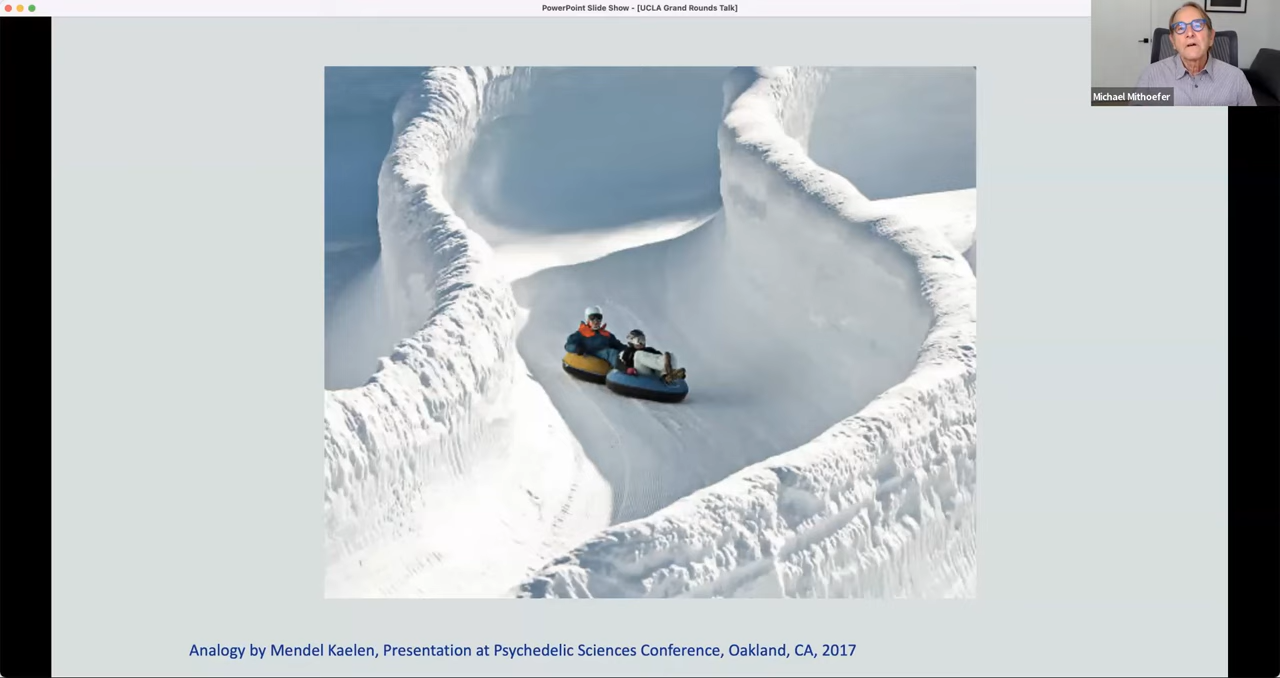 PowerPoint Slide Show - [UCLA Grand Rounds Talk]
Michael Mithoefer
Analogy by Mendel Kaelen, Presentation at Psychedelic Sciences Conference, Oakland, CA, 2017